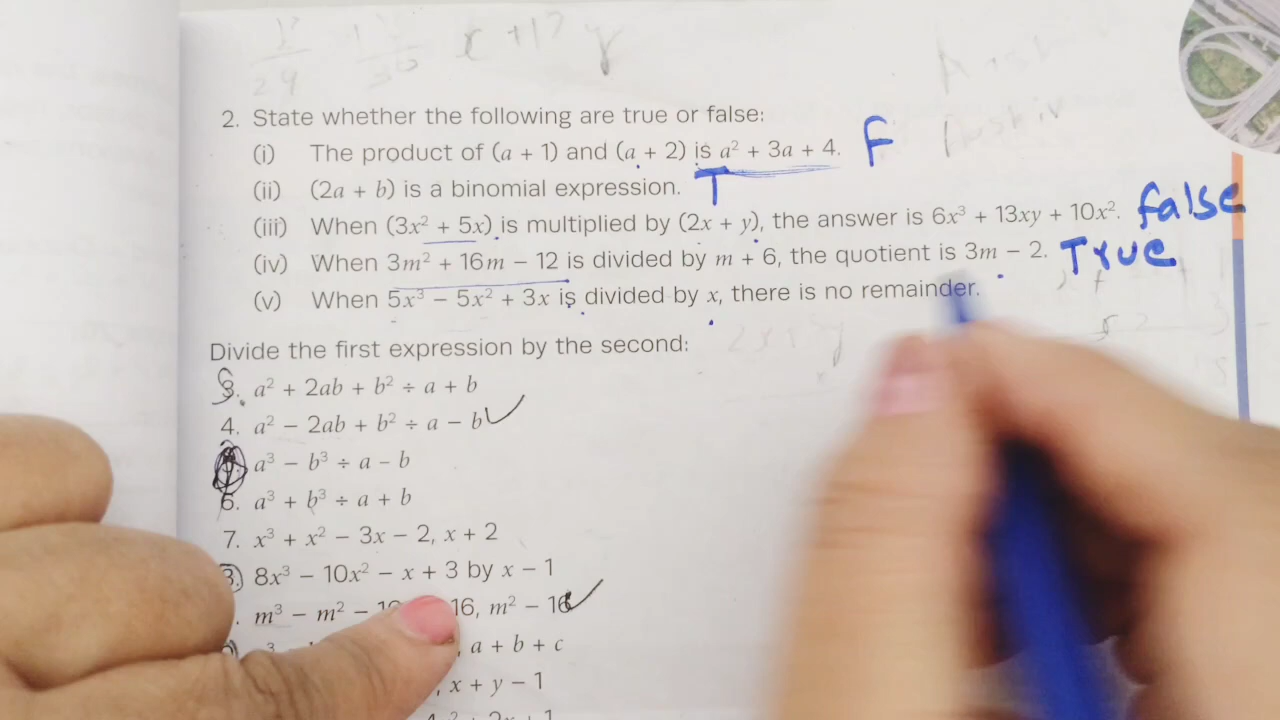 2. State whether the following are true or false:
(i) The product of (a + 1) and (a + 2) is a² + 3a + 4. F
(ii) (2a + b) is a binomial expression. T
(iii) When (3x² + 5x) is multiplied by (2x + y), the answer is 6x³ + 13xy + 10x². false
(iv) When 3m² + 16m − 12 is divided by m + 6, the quotient is 3m − 2. True
(v) When 5x³ − 5x² + 3x is divided by x, there is no remainder.
Divide the first expression by the second:
3. a² + 2ab + b² ÷ a + b
4. a² − 2ab + b² ÷ a − b
a³ − b³ ÷ a − b
6. a³ + b³ ÷ a + b
7. x³ + x² − 3x − 2, x + 2
8x³ − 10x² − x + 3 by x − 1
m³ − m² − 16, m² − 16
, a + b + c
, x + y − 1